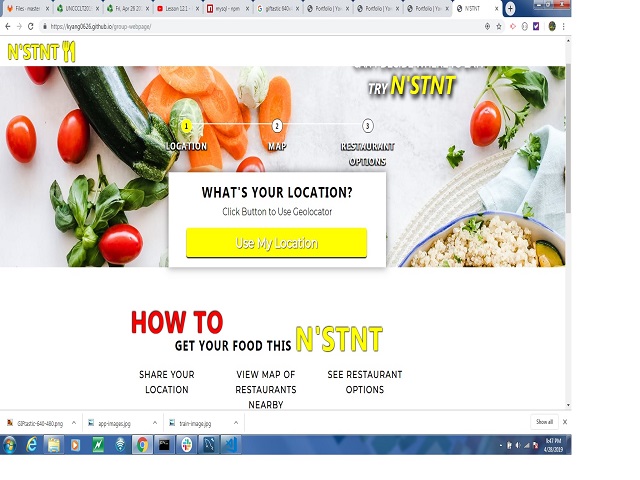 Files · master
UNCCCLT201
Fri, Apr 26 20
Lesson 12.1 -
mysql - npm
giftastic 640
Portfolio | Yo
Portfolio | Yo
Portfolio | Yo
N'STNT
https://kyang0626.github.io/group-webpage/
N'STNT
TRY N'STNT
1
2
3
LOCATION
MAP
RESTAURANT
OPTIONS
WHAT'S YOUR LOCATION?
Click Button to Use Geolocator
Use My Location
HOW TO
GET YOUR FOOD THIS N'STNT
SHARE YOUR
LOCATION
VIEW MAP OF
RESTAURANTS
NEARBY
SEE RESTAURANT
OPTIONS
GIFtastic-640-480.png
app-images.jpg
train-image.jpg
Show all
9:47 PM
4/28/2019